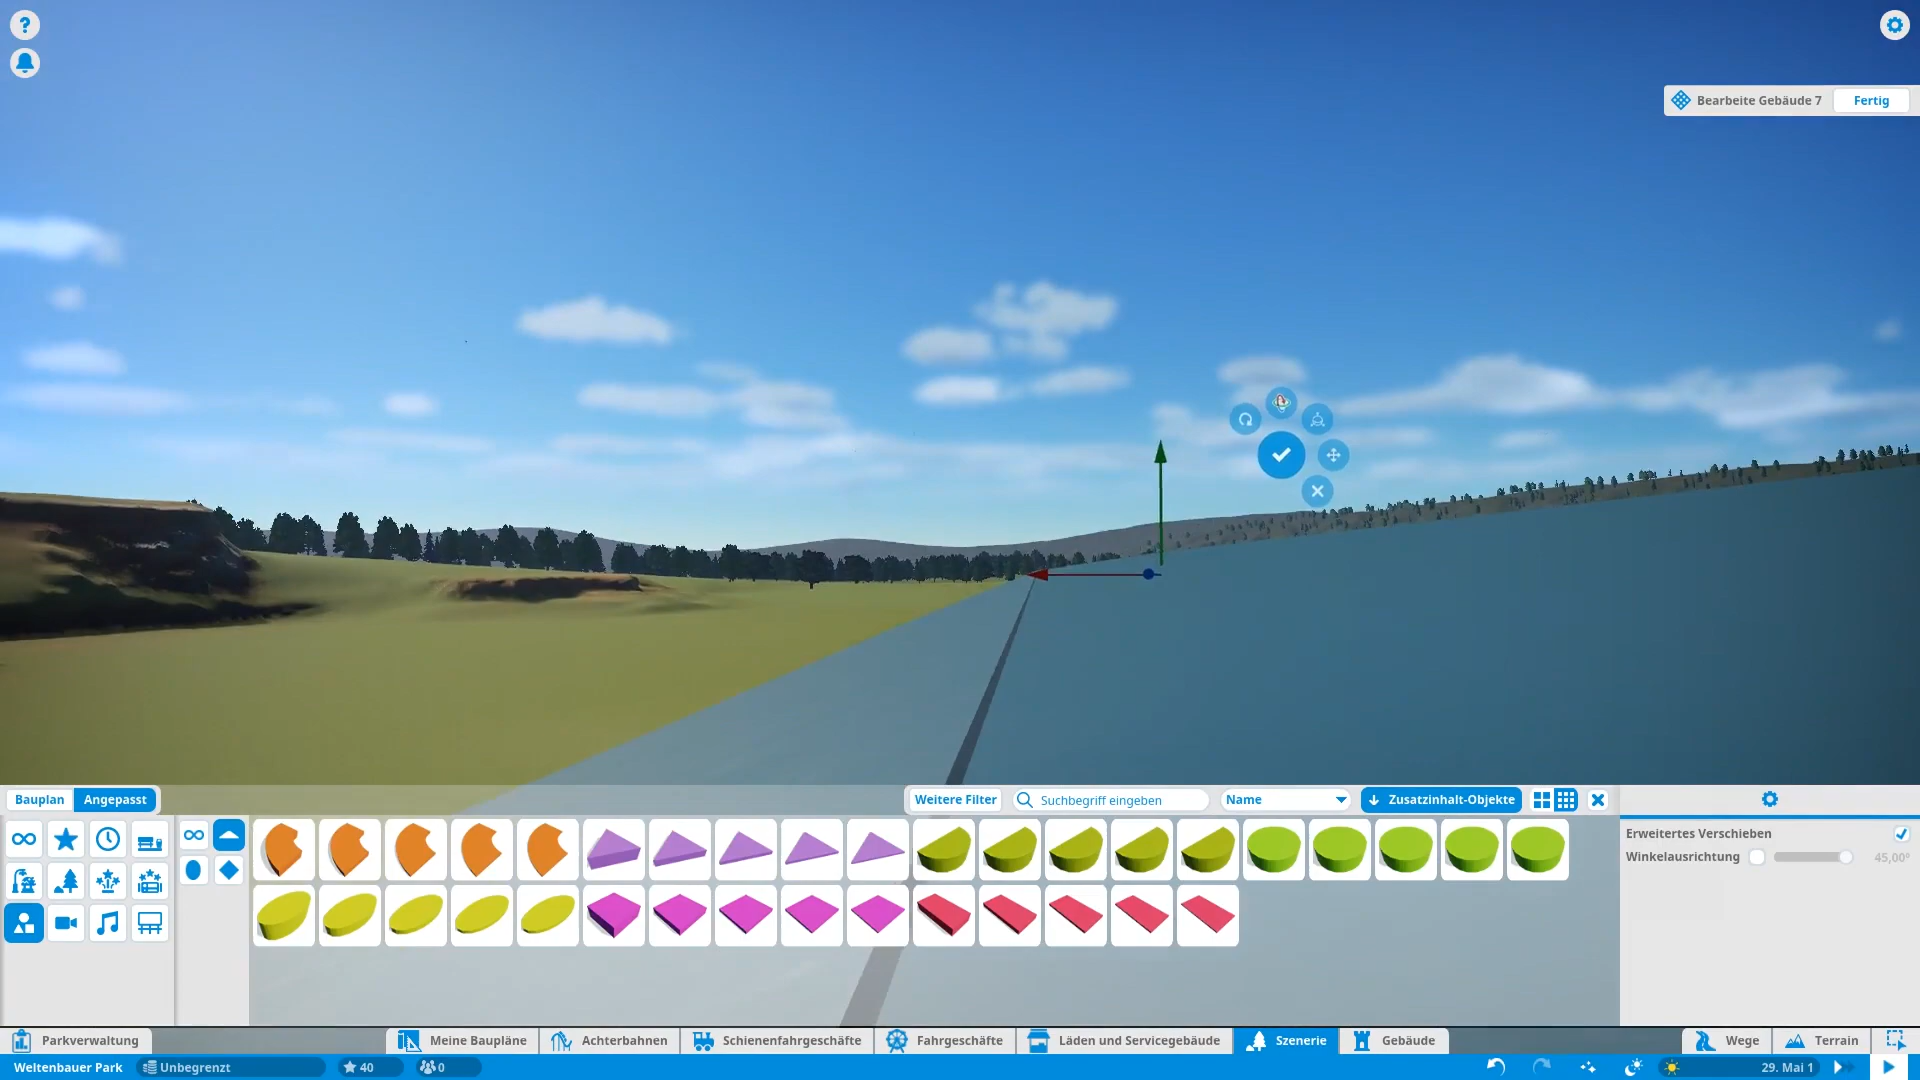 ?
Bearbeite Gebäude 7
Fertig
Bauplan
Angepasst
Weitere Filter
Suchbegriff eingeben
Name
Zusatzinhalt-Objekte
Erweitertes Verschieben
Winkelausrichtung
45,00°
Parkverwaltung
Meine Baupläne
Achterbahnen
Schienenfahrgeschäfte
Fahrgeschäfte
Läden und Servicegebäude
Szenerie
Gebäude
Wege
Terrain
Weltenbauer Park
Unbegrenzt
40
0
29. Mai 1